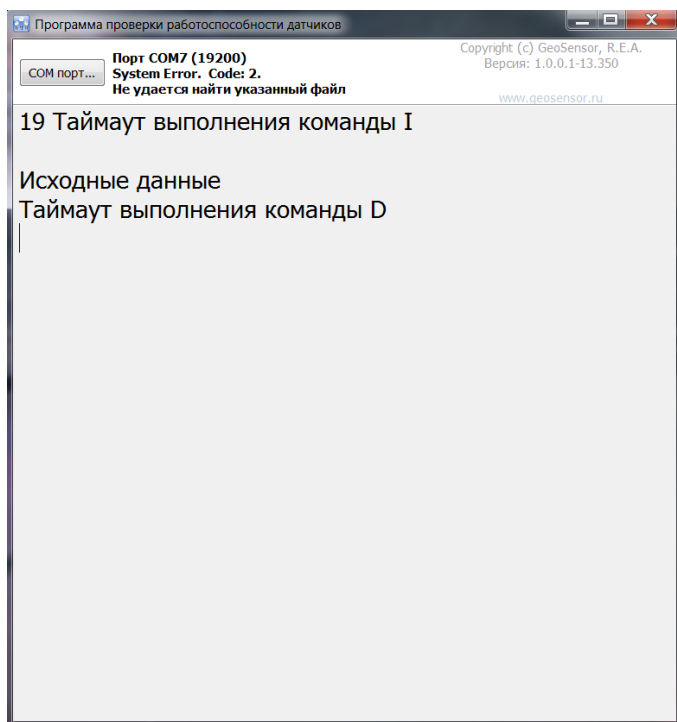 Программа проверки работоспособности датчиков
COM порт...
Порт COM7 (19200)
System Error. Code: 2.
Не удается найти указанный файл
Copyright (c) GeoSensor, R.E.A.
Версия: 1.0.0.1-13.350
www.geosensor.ru
19 Таймаут выполнения команды I
Исходные данные
Таймаут выполнения команды D